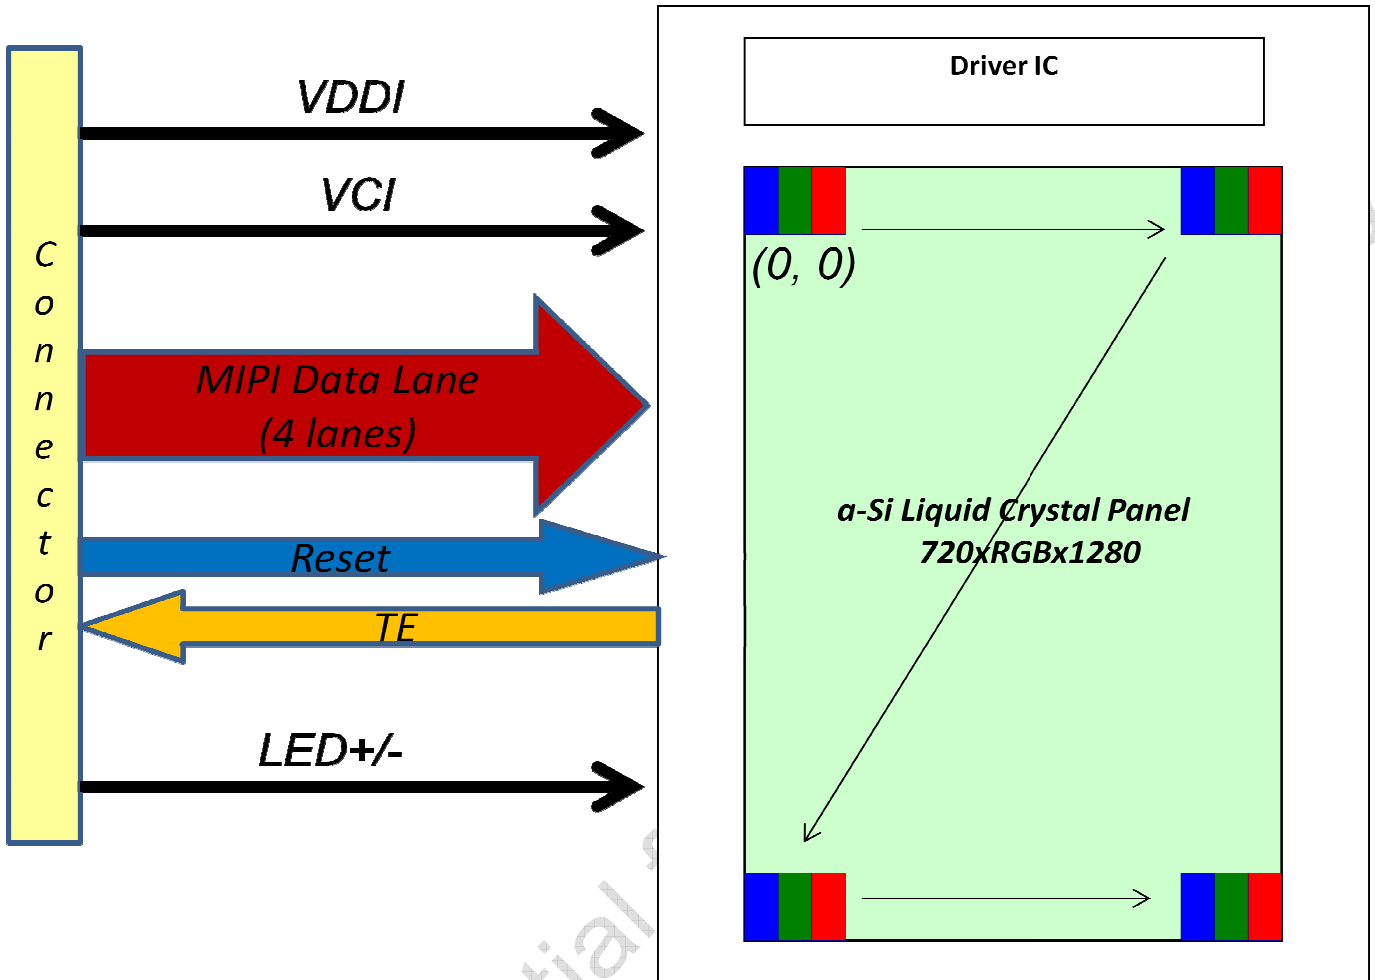 Driver IC
VDDI
VCI
(0, 0)
Connector
MIPI Data Lane
(4 lanes)
a-Si Liquid Crystal Panel
720xRGBx1280
Reset
TE
LED+/-